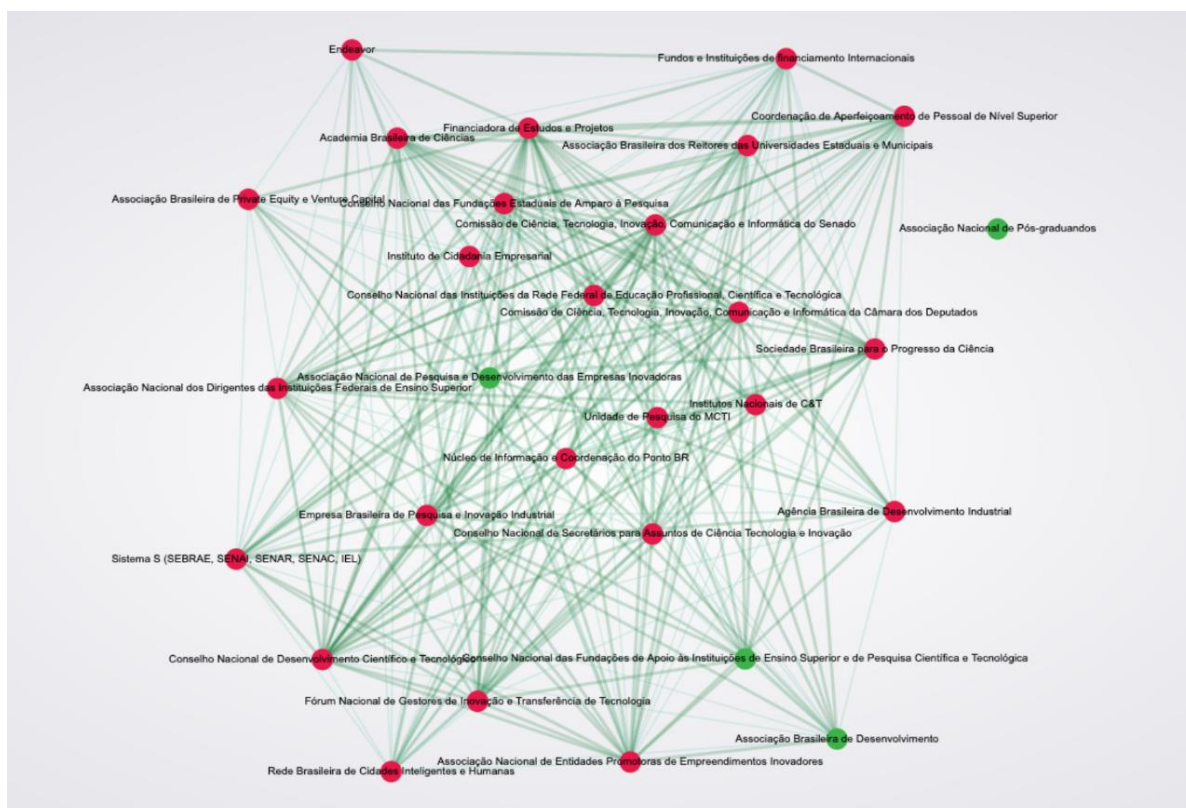 Endeavor
Fundos e Instituições de financiamento Internacionais
Coordenação de Aperfeiçoamento de Pessoal de Nível Superior
Financiadora de Estudos e Projetos
Academia Brasileira de Ciências
Associação Brasileira dos Reitores das Universidades Estaduais e Municipais
Associação Brasileira de Private Equity e Venture Capital
Conselho Nacional das Fundações Estaduais de Amparo à Pesquisa
Comissão de Ciência, Tecnologia, Inovação, Comunicação e Informática do Senado
Associação Nacional de Pós-graduandos
Instituto de Cidadania Empresarial
Conselho Nacional das Instituições da Rede Federal de Educação Profissional, Científica e Tecnológica
Comissão de Ciência, Tecnologia, Inovação, Comunicação e Informática da Câmara dos Deputados
Sociedade Brasileira para o Progresso da Ciência
Associação Nacional de Pesquisa e Desenvolvimento das Empresas Inovadoras
Associação Nacional dos Dirigentes das Instituições Federais de Ensino Superior
Institutos Nacionais de C&T
Unidade de Pesquisa do MCTI
Núcleo de Informação e Coordenação do Ponto BR
Empresa Brasileira de Pesquisa e Inovação Industrial
Agência Brasileira de Desenvolvimento Industrial
Conselho Nacional de Secretários para Assuntos de Ciência Tecnologia e Inovação
Sistema S (SEBRAE, SENAI, SENAR, SENAC, IEL)
Conselho Nacional de Desenvolvimento Científico e Tecnológico
Conselho Nacional das Fundações de Apoio às Instituições de Ensino Superior e de Pesquisa Científica e Tecnológica
Fórum Nacional de Gestores de Inovação e Transferência de Tecnologia
Associação Brasileira de Desenvolvimento
Associação Nacional de Entidades Promotoras de Empreendimentos Inovadores
Rede Brasileira de Cidades Inteligentes e Humanas